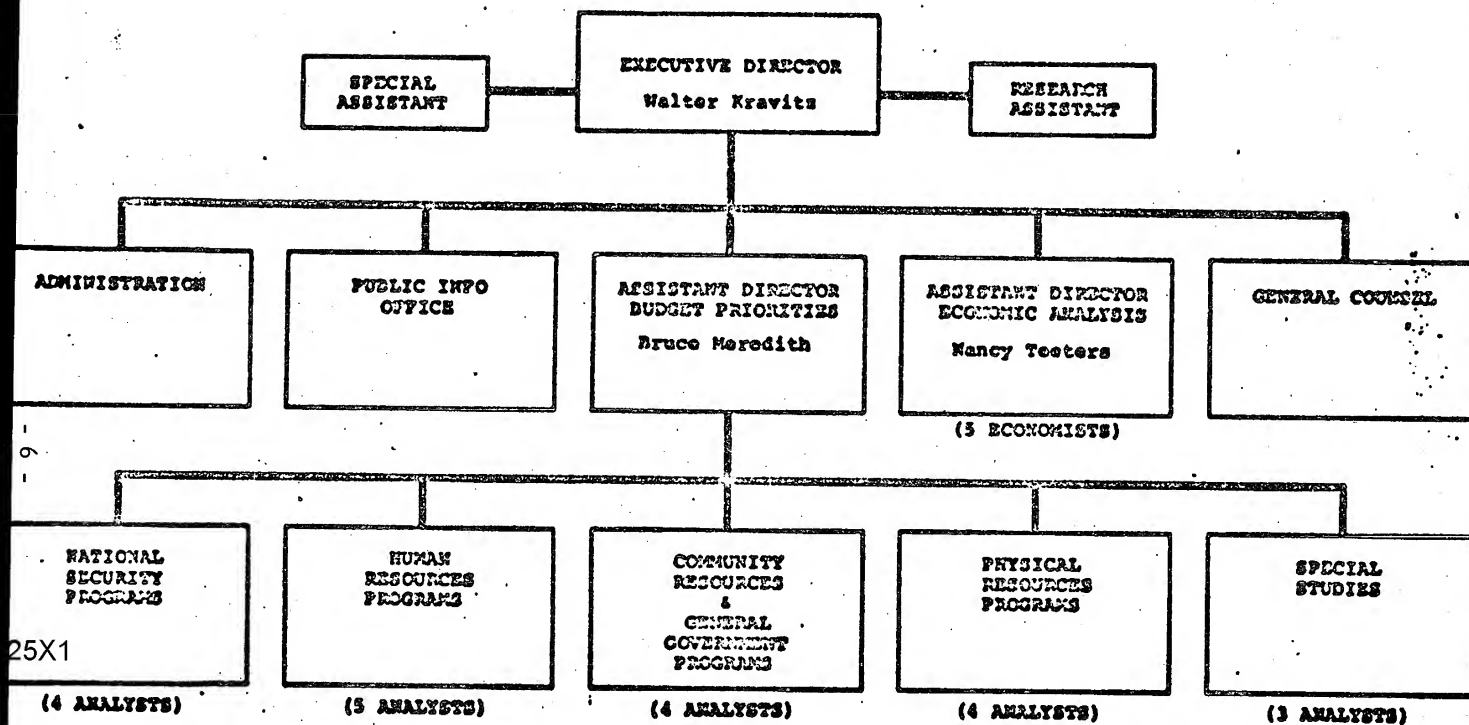 SPECIAL
ASSISTANT
EXECUTIVE DIRECTOR
Walter Kravitz
RESEARCH
ASSISTANT
ADMINISTRATION
PUBLIC INFO
OFFICE
ASSISTANT DIRECTOR
BUDGET PRIORITIES
Bruce Meredith
ASSISTANT DIRECTOR
ECONOMIC ANALYSIS
Nancy Teeters
(5 ECONOMISTS)
GENERAL COUNSEL
- 9 -
NATIONAL
SECURITY
PROGRAMS
25X1
(4 ANALYSTS)
HUMAN
RESOURCES
PROGRAMS
(5 ANALYSTS)
COMMUNITY
RESOURCES
&
GENERAL
GOVERNMENT
PROGRAMS
(4 ANALYSTS)
PHYSICAL
RESOURCES
PROGRAMS
(4 ANALYSTS)
SPECIAL
STUDIES
(3 ANALYSTS)